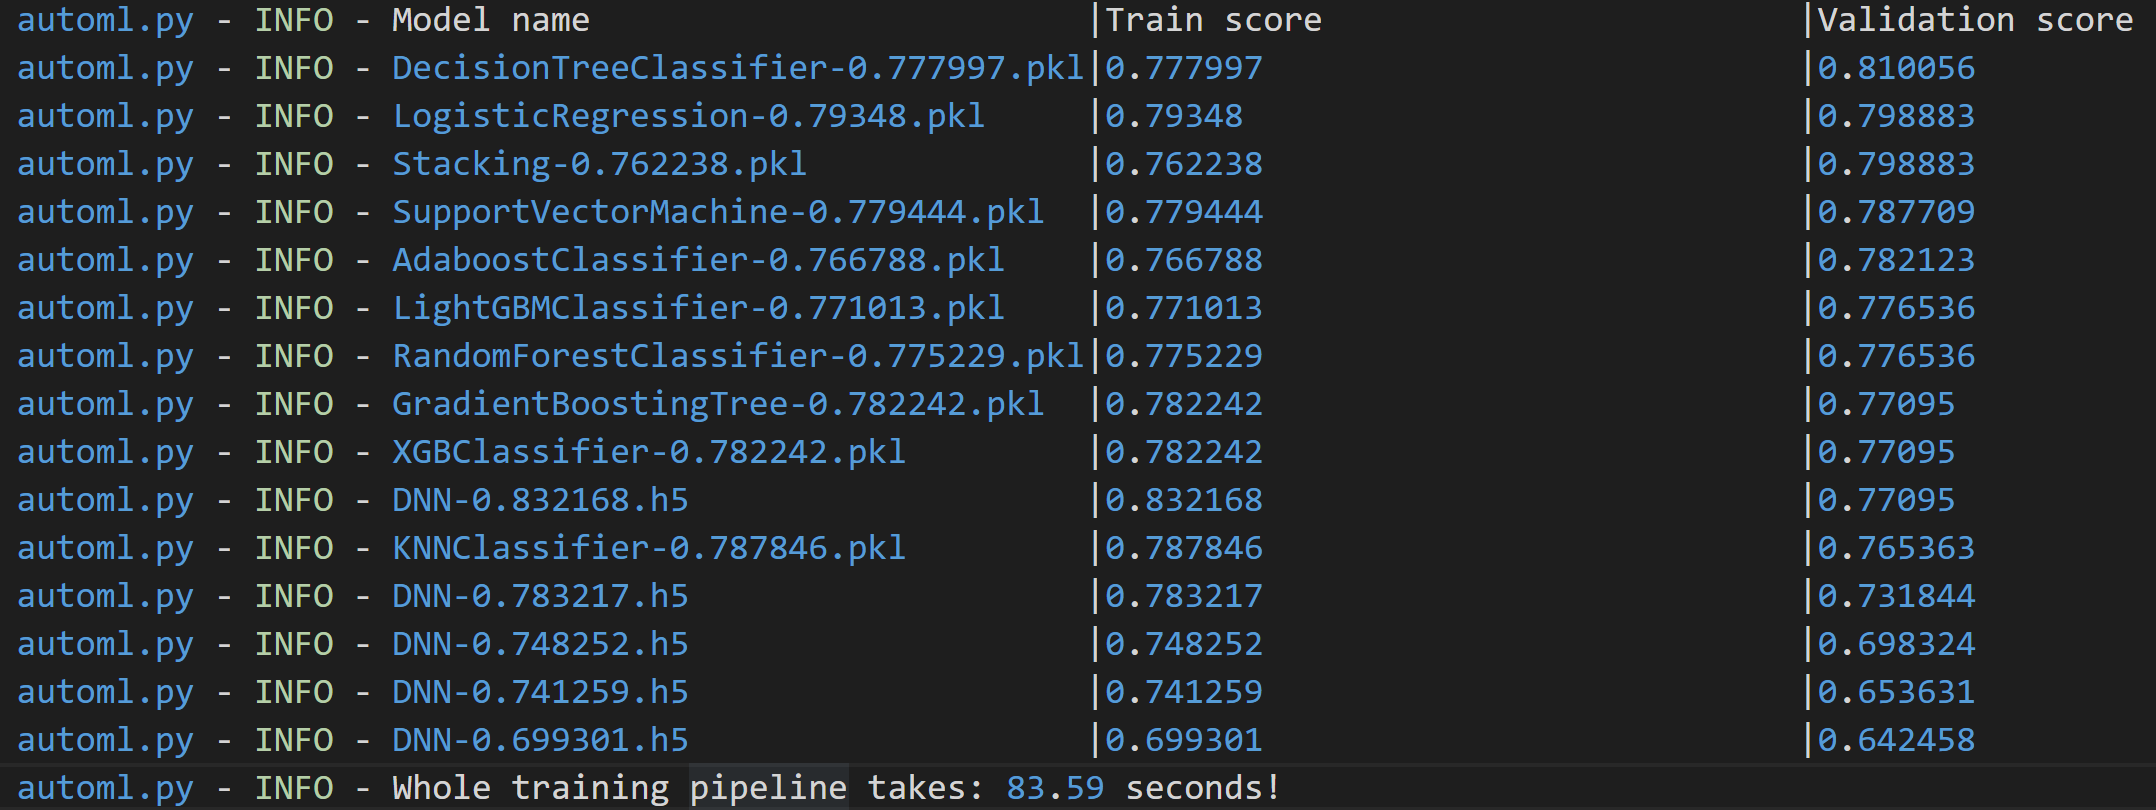 automl.py - INFO - Model name                         |Train score                        |Validation score
automl.py - INFO - DecisionTreeClassifier-0.777997.pkl|0.777997                           |0.810056
automl.py - INFO - LogisticRegression-0.79348.pkl     |0.79348                            |0.798883
automl.py - INFO - Stacking-0.762238.pkl              |0.762238                           |0.798883
automl.py - INFO - SupportVectorMachine-0.779444.pkl  |0.779444                           |0.787709
automl.py - INFO - AdaboostClassifier-0.766788.pkl    |0.766788                           |0.782123
automl.py - INFO - LightGBMClassifier-0.771013.pkl    |0.771013                           |0.776536
automl.py - INFO - RandomForestClassifier-0.775229.pkl|0.775229                           |0.776536
automl.py - INFO - GradientBoostingTree-0.782242.pkl  |0.782242                           |0.77095
automl.py - INFO - XGBClassifier-0.782242.pkl         |0.782242                           |0.77095
automl.py - INFO - DNN-0.832168.h5                    |0.832168                           |0.77095
automl.py - INFO - KNNClassifier-0.787846.pkl         |0.787846                           |0.765363
automl.py - INFO - DNN-0.783217.h5                    |0.783217                           |0.731844
automl.py - INFO - DNN-0.748252.h5                    |0.748252                           |0.698324
automl.py - INFO - DNN-0.741259.h5                    |0.741259                           |0.653631
automl.py - INFO - DNN-0.699301.h5                    |0.699301                           |0.642458
automl.py - INFO - Whole training pipeline takes: 83.59 seconds!